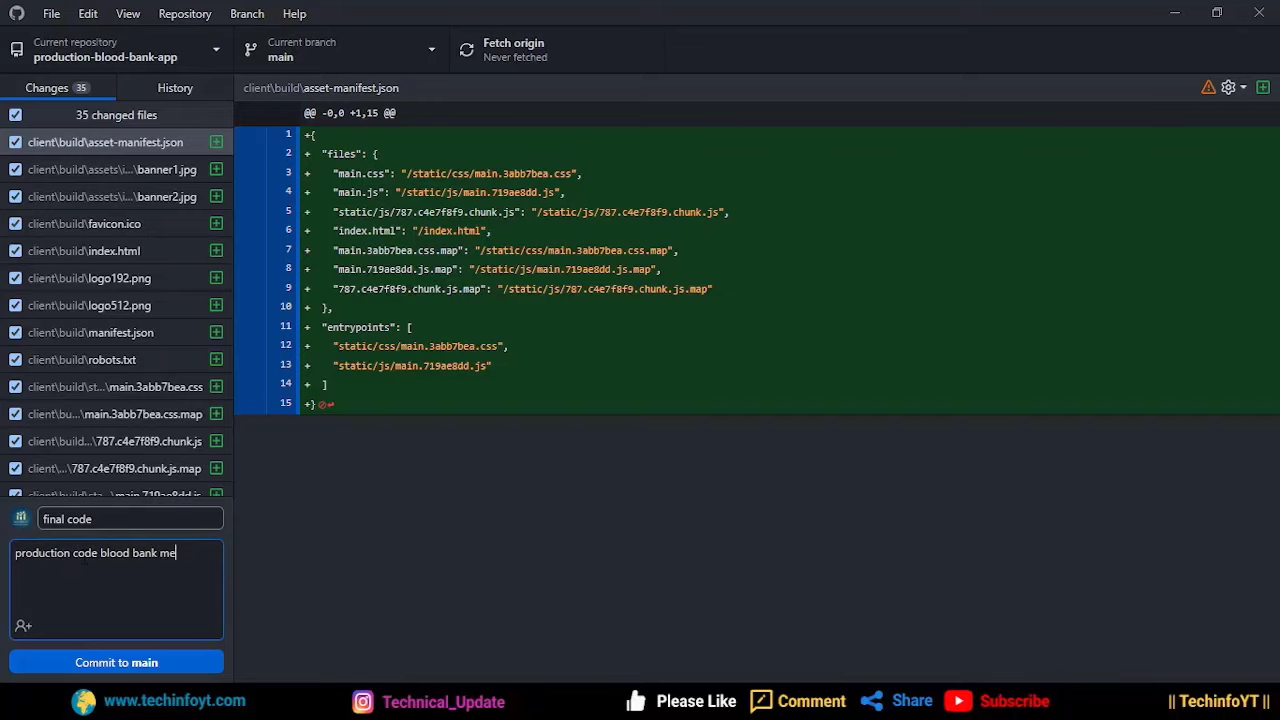 File Edit View Repository Branch Help
Current repository
production-blood-bank-app
Current branch
main
Fetch origin
Never fetched
Changes 35
History
client\build\asset-manifest.json
35 changed files
@@ -0,0 +1,15 @@
client\build\asset-manifest.json
client\build\assets\i...\banner1.jpg
client\build\assets\i...\banner2.jpg
client\build\favicon.ico
client\build\index.html
client\build\logo192.png
client\build\logo512.png
client\build\manifest.json
client\build\robots.txt
client\build\st...\main.3abb7bea.css
client\bu...\main.3abb7bea.css.map
client\build...\787.c4e7f8f9.chunk.js
client\...\787.c4e7f8f9.chunk.js.map
client\build\sta...\main.719ae8dd.js
1 +{
2 + "files": {
3 + "main.css": "/static/css/main.3abb7bea.css",
4 + "main.js": "/static/js/main.719ae8dd.js",
5 + "static/js/787.c4e7f8f9.chunk.js": "/static/js/787.c4e7f8f9.chunk.js",
6 + "index.html": "/index.html",
7 + "main.3abb7bea.css.map": "/static/css/main.3abb7bea.css.map",
8 + "main.719ae8dd.js.map": "/static/js/main.719ae8dd.js.map",
9 + "787.c4e7f8f9.chunk.js.map": "/static/js/787.c4e7f8f9.chunk.js.map"
10 + },
11 + "entrypoints": [
12 + "static/css/main.3abb7bea.css",
13 + "static/js/main.719ae8dd.js"
14 + ]
15 +}
final code
production code blood bank me
Commit to main
www.techinfoyt.com
Technical_Update
Please Like
Comment
Share
Subscribe
|| TechinfoYT ||